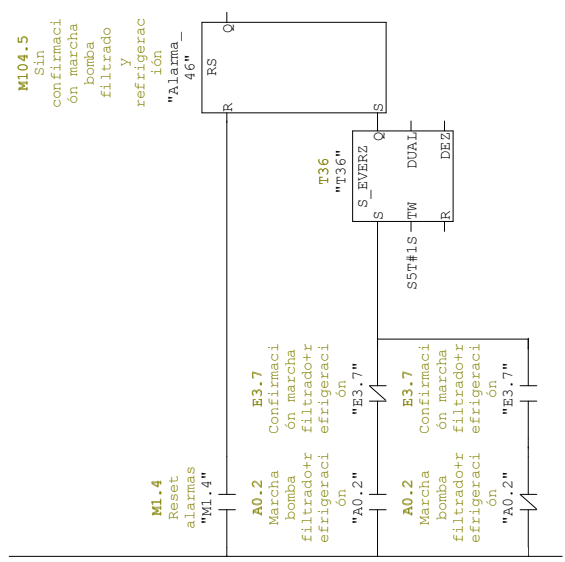 M104.5
Sin
confirmaci
ón marcha
bomba
filtrado
y
refrigerac
ión
"Alarma_
46"
M1.4
Reset
alarmas
"M1.4"
RS
R
Q
S
A0.2
Marcha
bomba
filtrado+r
efrigeraci
ón
"A0.2"
E3.7
Confirmaci
ón marcha
filtrado+r
efrigeraci
ón
"E3.7"
T36
"T36"
S_EVERZ
S
Q
S5T#1S
TW
DUAL
R
DEZ
A0.2
Marcha
bomba
filtrado+r
efrigeraci
ón
"A0.2"
E3.7
Confirmaci
ón marcha
filtrado+r
efrigeraci
ón
"E3.7"